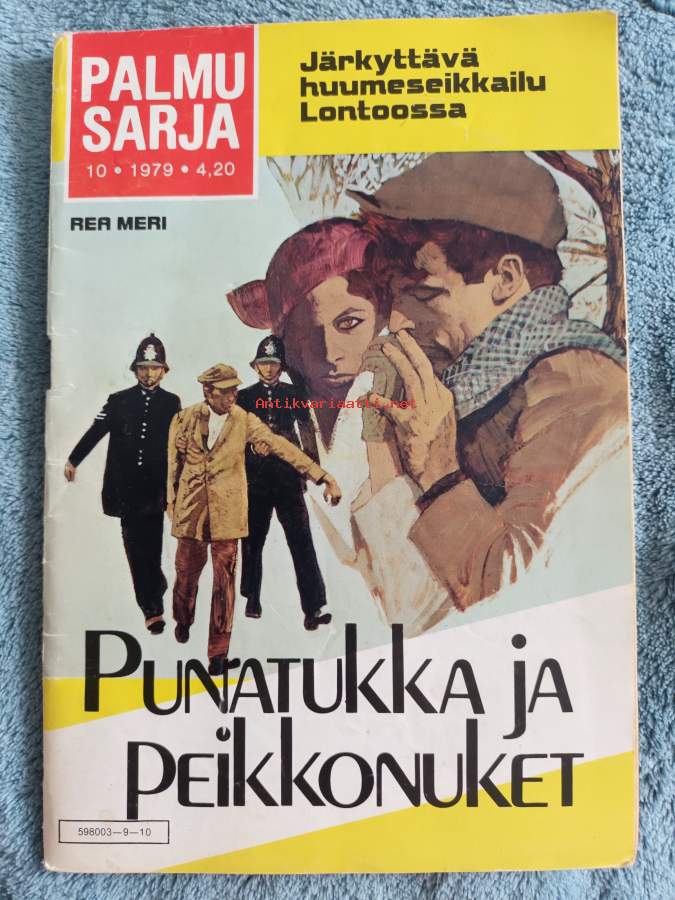 PALMU
SARJA
10 • 1979 • 4,20
Järkyttävä
huumeseikkailu
Lontoossa
REA MERI
Antikvariaatti.net
PUNATUKKA ja
PEIKKONUKET
598003—9—10